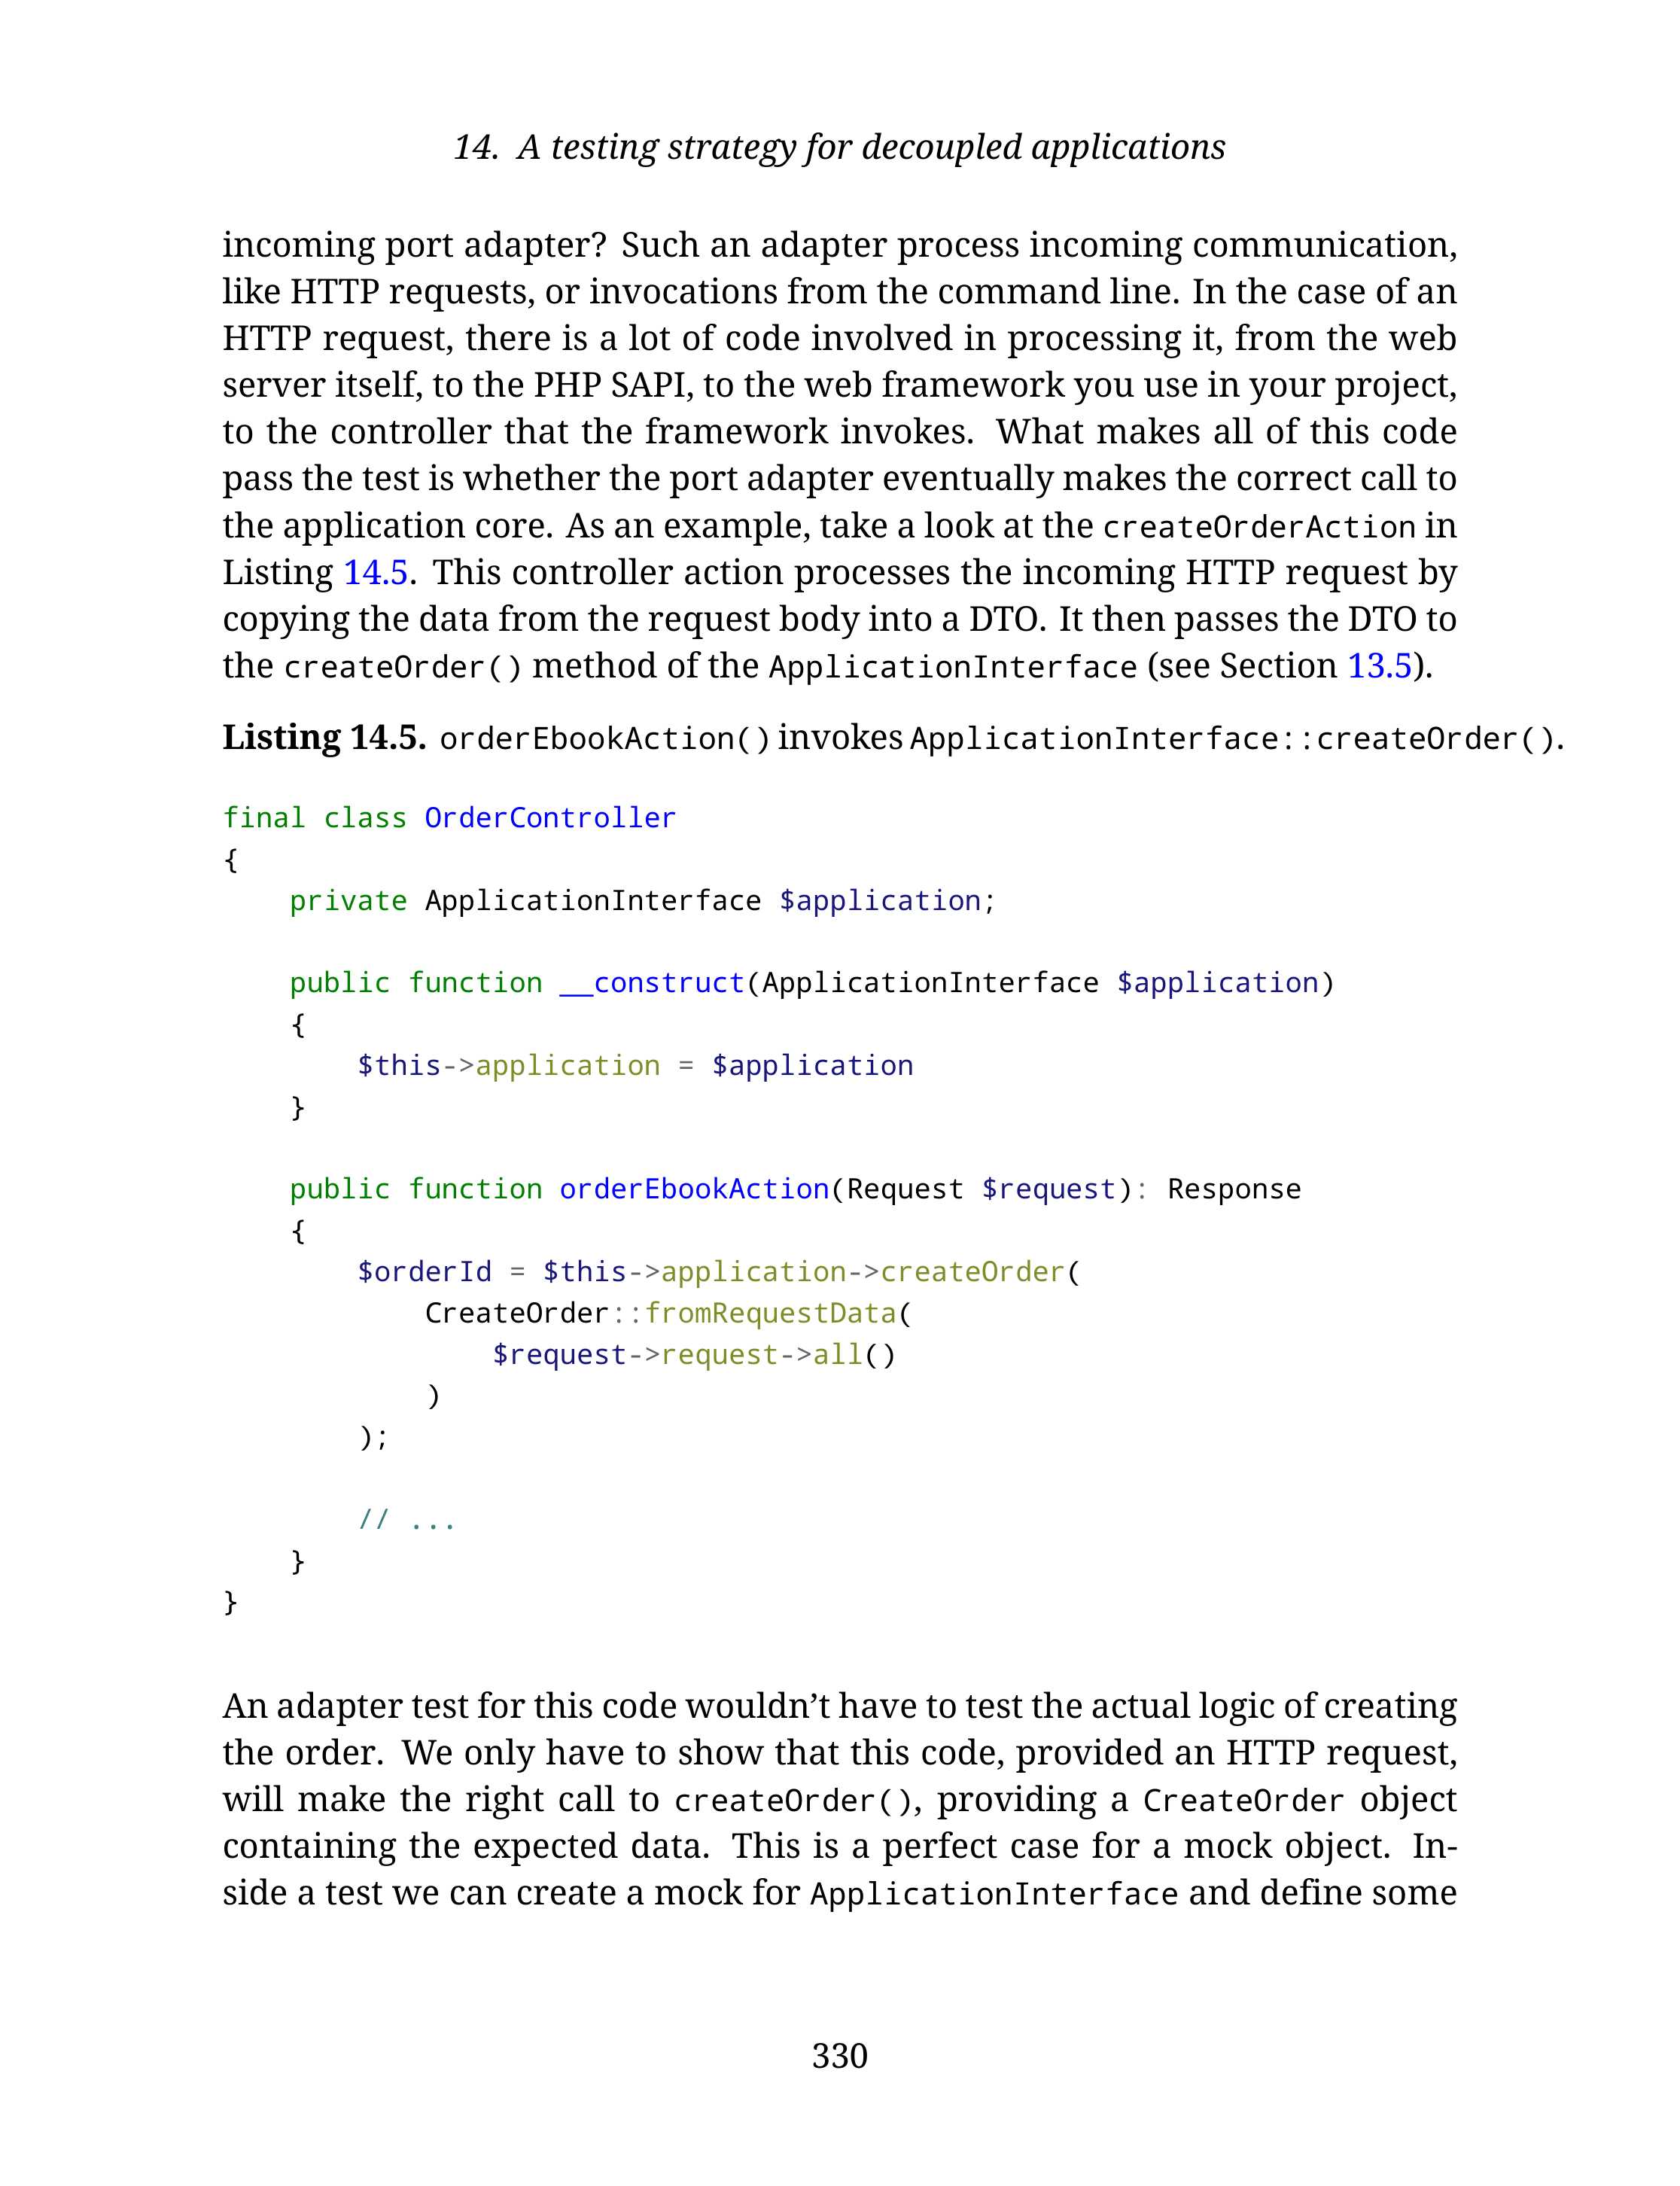 14. A testing strategy for decoupled applications
incoming port adapter? Such an adapter process incoming communication,
like HTTP requests, or invocations from the command line. In the case of an
HTTP request, there is a lot of code involved in processing it, from the web
server itself, to the PHP SAPI, to the web framework you use in your project,
to the controller that the framework invokes. What makes all of this code
pass the test is whether the port adapter eventually makes the correct call to
the application core. As an example, take a look at the createOrderAction in
Listing 14.5. This controller action processes the incoming HTTP request by
copying the data from the request body into a DTO. It then passes the DTO to
the createOrder() method of the ApplicationInterface (see Section 13.5).
Listing 14.5. orderEbookAction() invokes ApplicationInterface::createOrder().
final class OrderController
{
    private ApplicationInterface $application;

    public function __construct(ApplicationInterface $application)
    {
        $this->application = $application
    }

    public function orderEbookAction(Request $request): Response
    {
        $orderId = $this->application->createOrder(
            CreateOrder::fromRequestData(
                $request->request->all()
            )
        );

        // ...
    }
}
An adapter test for this code wouldn’t have to test the actual logic of creating
the order. We only have to show that this code, provided an HTTP request,
will make the right call to createOrder(), providing a CreateOrder object
containing the expected data. This is a perfect case for a mock object. In-
side a test we can create a mock for ApplicationInterface and define some
330